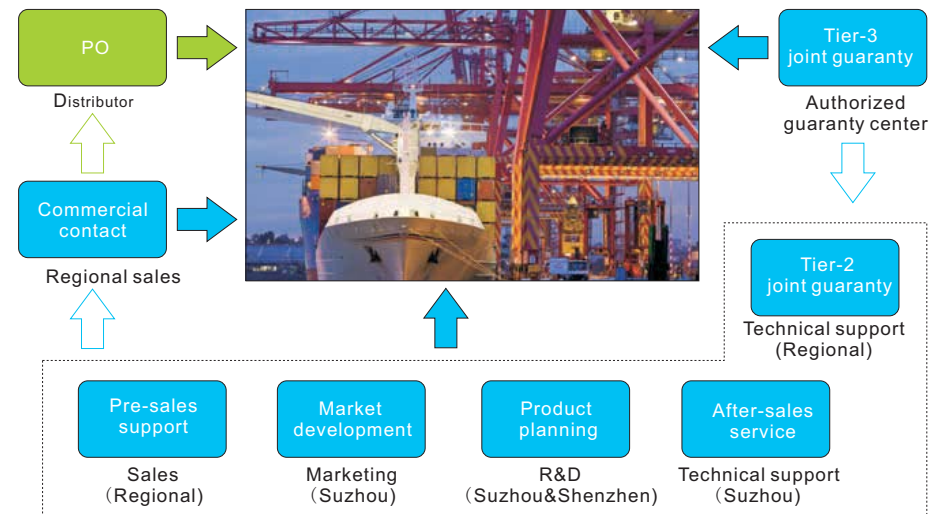 PO
Distributor
Tier-3
joint guaranty
Authorized
guaranty center
Commercial
contact
Regional sales
Tier-2
joint guaranty
Technical support
(Regional)
Pre-sales
support
Sales
（Regional)
Market
development
Marketing
（Suzhou)
Product
planning
R&D
（Suzhou&Shenzhen)
After-sales
service
Technical support
（Suzhou)